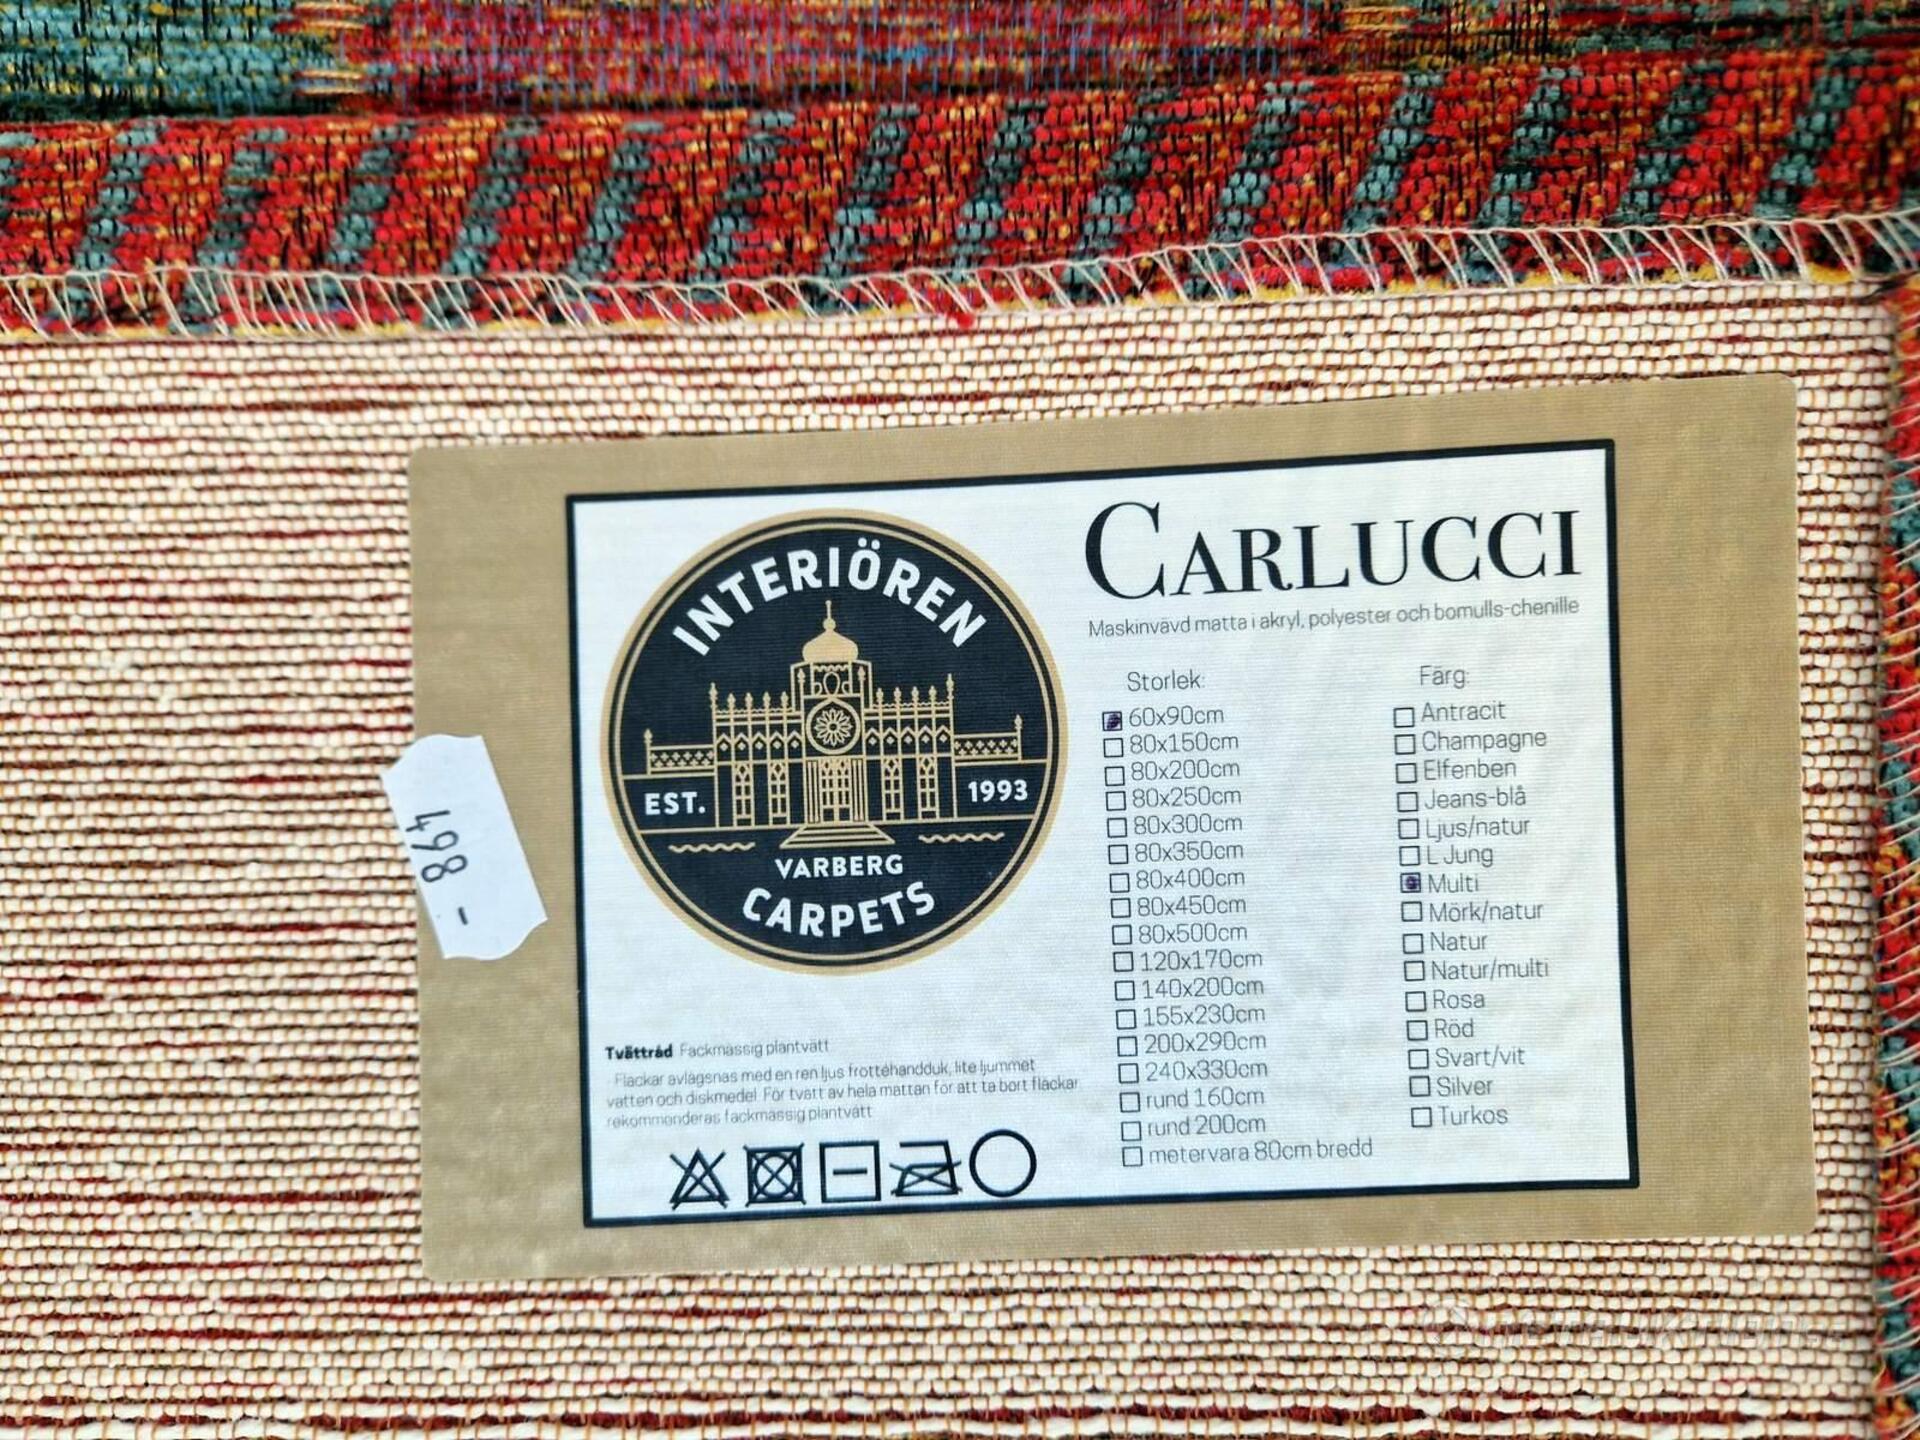 INTERIÖREN
EST. 1993
VARBERG
CARPETS
498 -
CARLUCCI
Maskinvävd matta i akryl, polyester och bomulls-chenille
Storlek:
60x90cm
80x150cm
80x200cm
80x250cm
80x300cm
80x350cm
80x400cm
80x450cm
80x500cm
120x170cm
140x200cm
155x230cm
200x290cm
240x330cm
rund 160cm
rund 200cm
metervara 80cm bredd
Färg:
Antracit
Champagne
Elfenben
Jeans-blå
Ljus/natur
L Jung
Multi
Mörk/natur
Natur
Natur/multi
Rosa
Röd
Svart/vit
Silver
Turkos
Tvättråd Fackmässig plantvätt
Fläckar avlägsnas med en ren ljus frottéhandduk, lite ljummet
vatten och diskmedel. För tvätt av hela mattan för att ta bort fläckar
rekommenderas fackmässig plantvätt